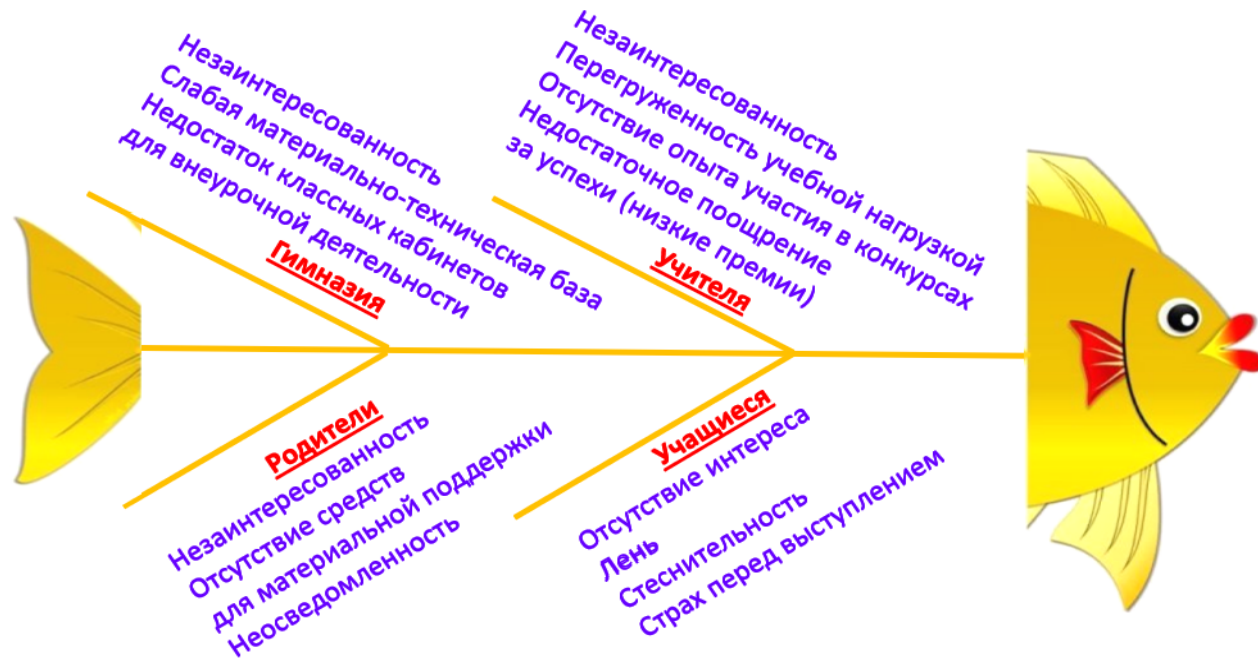 Незаинтересованность
Слабая материально-техническая база
Недостаток классных кабинетов
для внеурочной деятельности
Гимназия
Незаинтересованность
Перегруженность учебной нагрузкой
Отсутствие опыта участия в конкурсах
Недостаточное поощрение
за успехи (низкие премии)
Учителя
Родители
Незаинтересованность
Отсутствие средств
для материальной поддержки
Неосведомленность
Учащиеся
Отсутствие интереса
Лень
Стеснительность
Страх перед выступлением